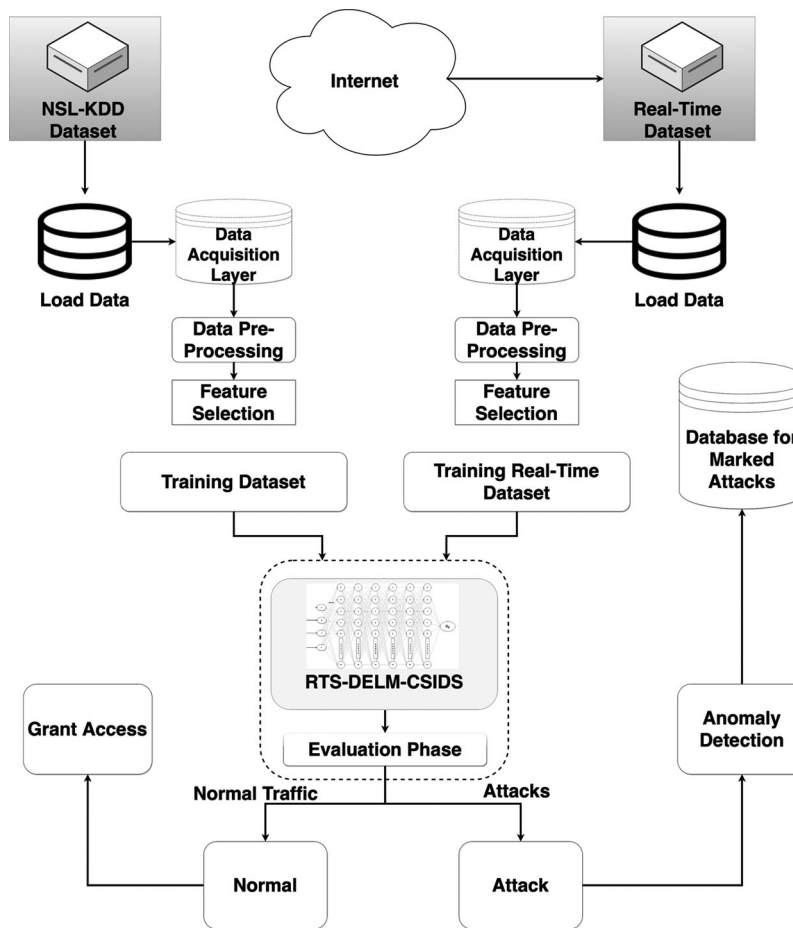 Internet
NSL-KDD
Dataset
Real-Time
Dataset
Load Data
Data
Acquisition
Layer
Data
Acquisition
Layer
Load Data
Data Pre-
Processing
Data Pre-
Processing
Feature
Selection
Feature
Selection
Database for
Marked
Attacks
Training Dataset
Training Real-Time
Dataset
RTS-DELM-CSIDS
Evaluation Phase
Grant Access
Anomaly
Detection
Normal Traffic
Attacks
Normal
Attack